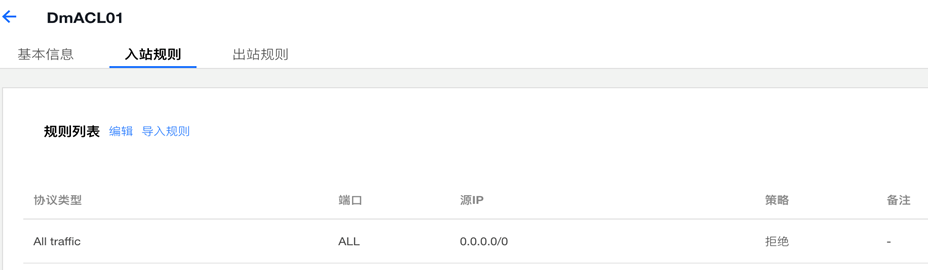 DmACL01
基本信息 入站规则 出站规则
规则列表 编辑 导入规则
协议类型 端口 源IP 策略 备注
All traffic ALL 0.0.0.0/0 拒绝 -